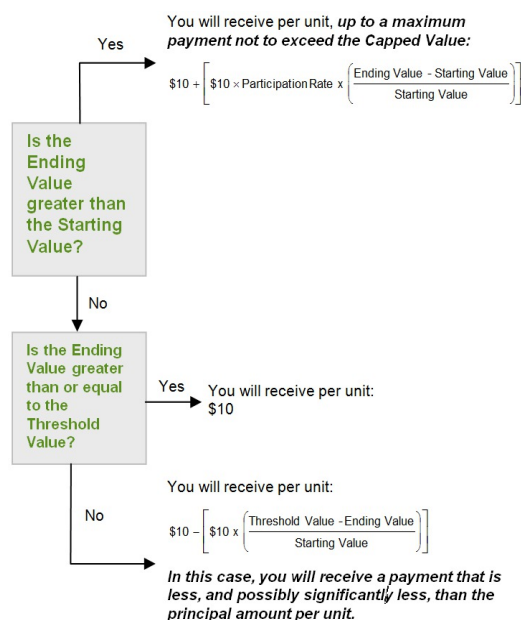 You will receive per unit, up to a maximum
Yes
payment not to exceed the Capped Value:
$10 + [ $10 × Participation Rate x ( Ending Value - Starting Value
Starting Value ) ]
Is the
Ending
Value
greater than
the Starting
Value?
No
Is the Ending
Value greater
than or equal
to the
Threshold
Value?
Yes
You will receive per unit:
$10
You will receive per unit:
No
$10 – [ $10 x ( Threshold Value - Ending Value
Starting Value ) ]
In this case, you will receive a payment that is
less, and possibly significantly less, than the
principal amount per unit.